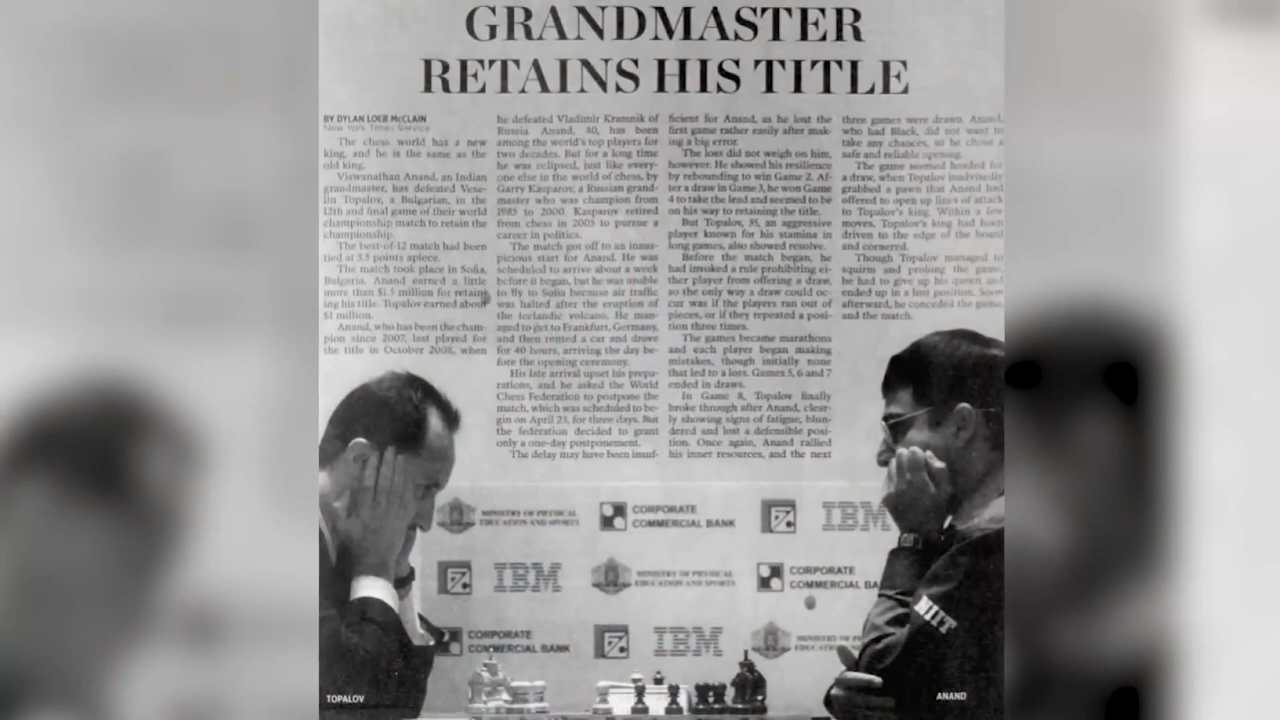 GRANDMASTER
RETAINS HIS TITLE
BY DYLAN LOEB McCLAIN
New York Times Service
The chess world has a new
king, and he is the same as the
old king.
Viswanathan Anand, an Indian
grandmaster, has defeated Vese-
lin Topalov, a Bulgarian, in the
12th and final game of their world
championship match to retain the
championship.
The best-of-12 match had been
tied at 5.5 points apiece.
The match took place in Sofia,
Bulgaria. Anand earned a little
more than $1.5 million for retain-
ing his title. Topalov earned about
$1 million.
Anand, who has been the cham-
pion since 2007, last played for
the title in October 2008, when
he defeated Vladimir Kramnik of
Russia. Anand, 40, has been
among the world's top players for
two decades. But for a long time
he was eclipsed, just like every-
one else in the world of chess, by
Garry Kasparov, a Russian grand-
master who was champion from
1985 to 2000. Kasparov retired
from chess in 2005 to pursue a
career in politics.
The match got off to an inaus-
picious start for Anand. He was
scheduled to arrive about a week
before it began, but he was unable
to fly to Sofia because air traffic
was halted after the eruption of
the Icelandic volcano. He man-
aged to get to Frankfurt, Germany,
and then rented a car and drove
for 40 hours, arriving the day be-
fore the opening ceremony.
His late arrival upset his prepa-
rations, and he asked the World
Chess Federation to postpone the
match, which was scheduled to be-
gin on April 23, for three days. But
the federation decided to grant
only a one-day postponement.
The delay may have been insuf-
ficient for Anand, as he lost the
first game rather easily after mak-
ing a big error.
The loss did not weigh on him,
however. He showed his resilience
by rebounding to win Game 2. Af-
ter a draw in Game 3, he won Game
4 to take the lead and seemed to be
on his way to retaining the title.
But Topalov, 35, an aggressive
player known for his stamina in
long games, also showed resolve.
Before the match began, he
had invoked a rule prohibiting ei-
ther player from offering a draw,
so the only way a draw could oc-
cur was if the players ran out of
pieces, or if they repeated a posi-
tion three times.
The games became marathons
and each player began making
mistakes, though initially none
that led to a loss. Games 5, 6 and 7
ended in draws.
In Game 8, Topalov finally
broke through after Anand, clear-
ly showing signs of fatigue, blun-
dered and lost a defensible posi-
tion. Once again, Anand rallied
his inner resources, and the next
three games were drawn. Anand,
who had Black, did not want to
take any chances, so he chose a
safe and reliable opening.
The game seemed headed for
a draw, when Topalov inadvisedly
grabbed a pawn that Anand had
offered to open up lines of attack
to Topalov's king. Within a few
moves, Topalov's king had been
driven to the edge of the board
and cornered.
Though Topalov managed to
squirm and prolong the game,
he had to give up his queen and
ended up in a lost position. Soon
afterward, he conceded the game,
and the match.
MINISTRY OF PHYSICAL
EDUCATION AND SPORTS
CORPORATE
COMMERCIAL BANK
IBM
IBM
MINISTRY OF PHYSICAL
EDUCATION AND SPORTS
CORPORATE
COMMERCIAL BA
CORPORATE
COMMERCIAL BANK
IBM
MINISTRY OF
EDUCATION
NIIT
TOPALOV
ANAND